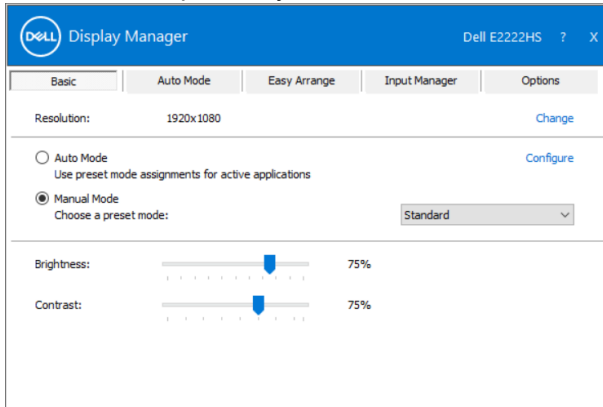 DELL Display Manager Dell E2222HS ? X
Basic Auto Mode Easy Arrange Input Manager Options
Resolution: 1920x1080 Change
Auto Mode Configure
Use preset mode assignments for active applications
Manual Mode
Choose a preset mode: Standard
Brightness: 75%
Contrast: 75%